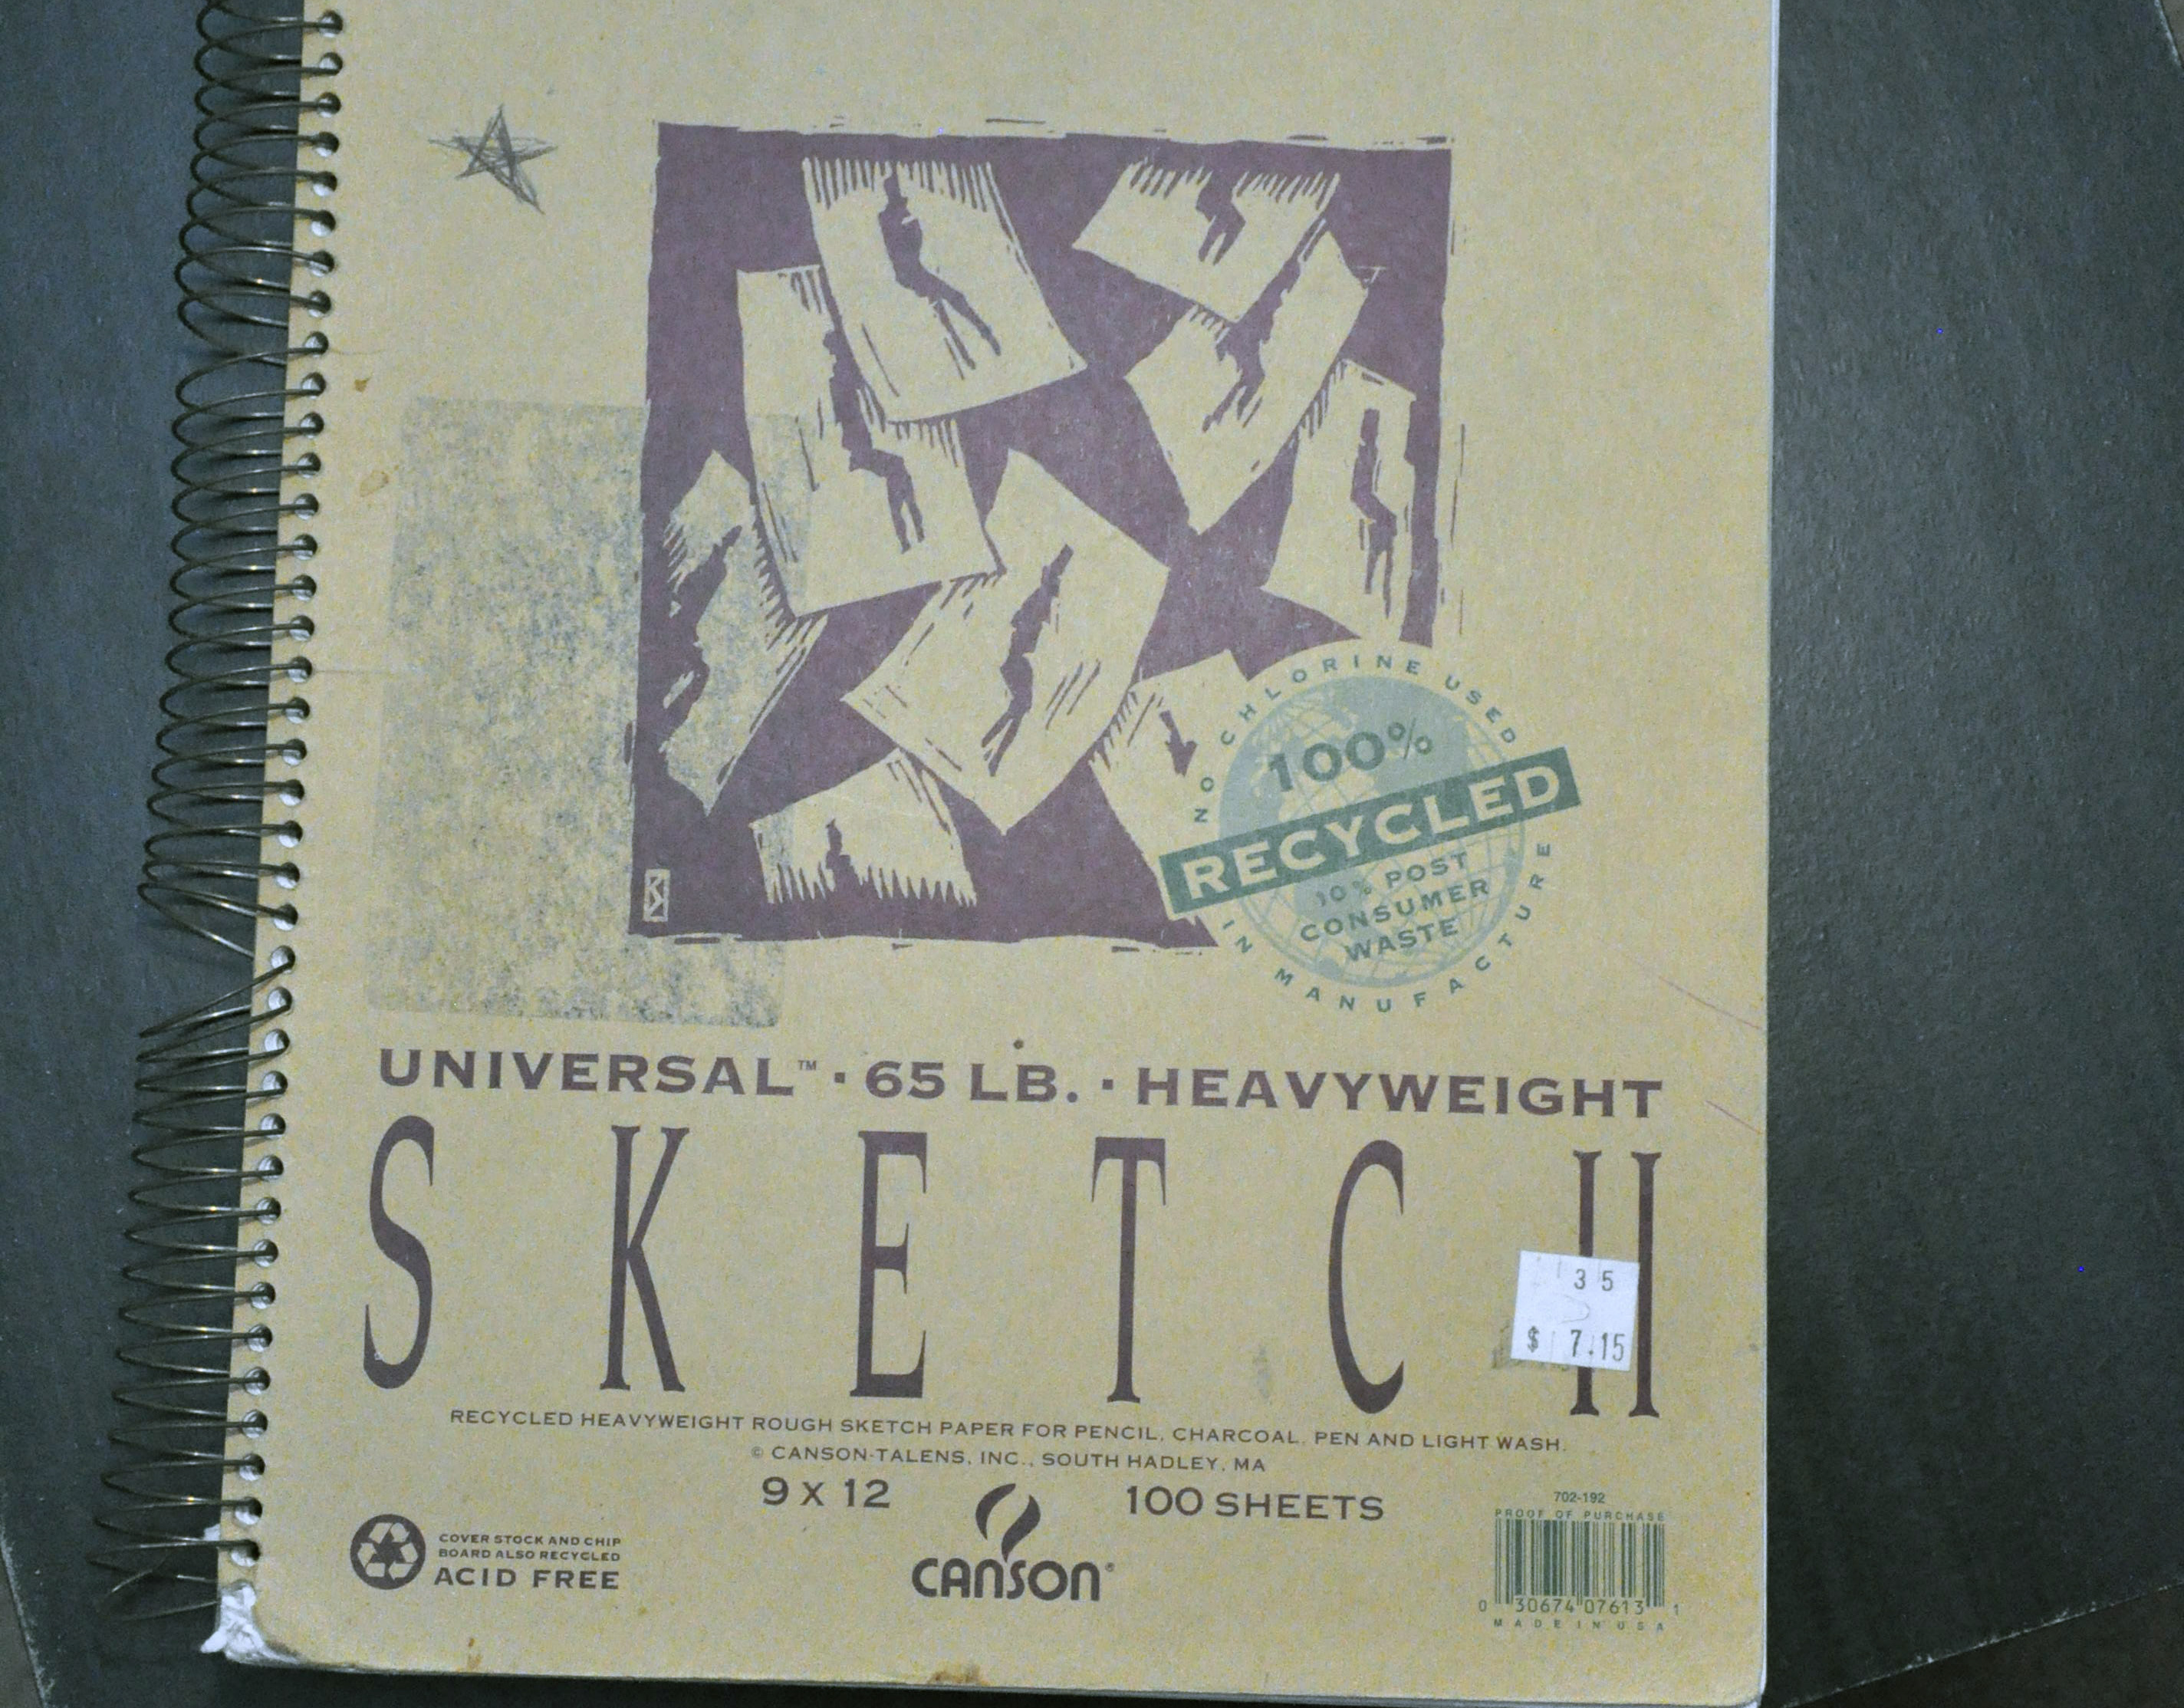 NO CHLORINE USED
100%
RECYCLED
10% POST
CONSUMER
WASTE
IN MANUFACTURE
UNIVERSAL™ · 65 LB. · HEAVYWEIGHT
SKETCH
35
$ 7.15
RECYCLED HEAVYWEIGHT ROUGH SKETCH PAPER FOR PENCIL, CHARCOAL, PEN AND LIGHT WASH.
© CANSON-TALENS, INC., SOUTH HADLEY, MA
9 X 12 100 SHEETS
COVER STOCK AND CHIP
BOARD ALSO RECYCLED
ACID FREE
CANSON®
702-192
PROOF OF PURCHASE
0 30674 07613 1
MADE IN USA